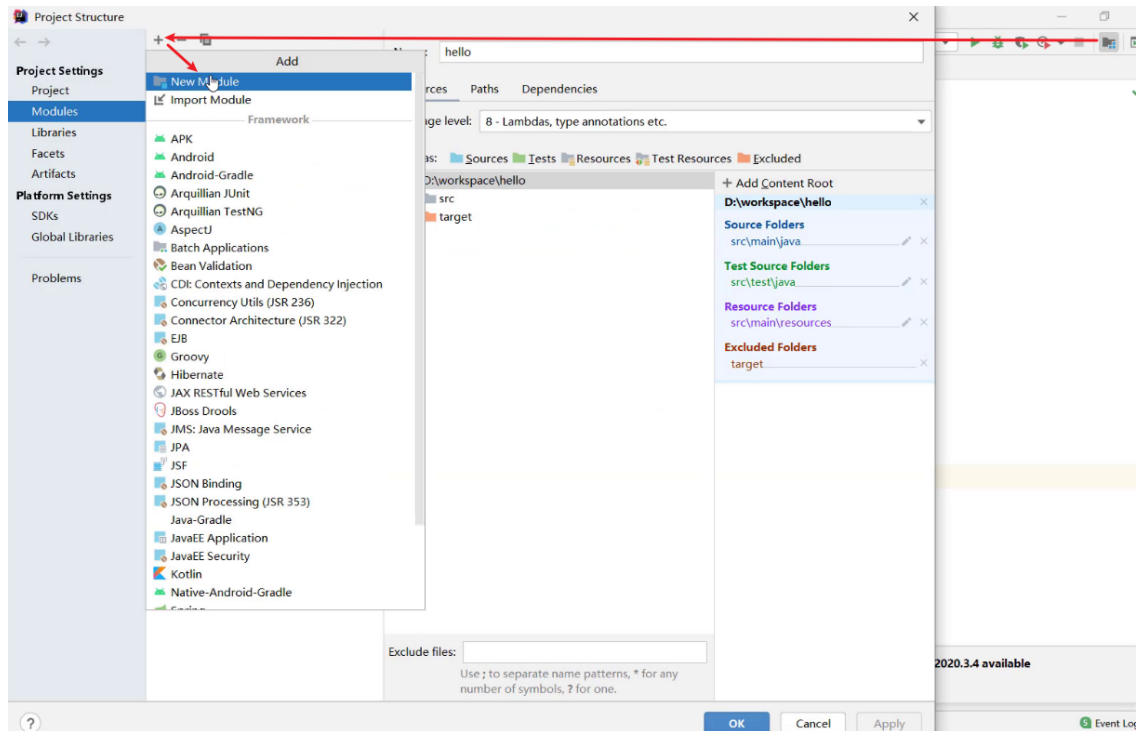 Project Structure
Project Settings
Project
Modules
Libraries
Facets
Artifacts
Platform Settings
SDKs
Global Libraries
Problems
Add
New Module
Import Module
Framework
APK
Android
Android-Gradle
Arquillian JUnit
Arquillian TestNG
AspectJ
Batch Applications
Bean Validation
CDI: Contexts and Dependency Injection
Concurrency Utils (JSR 236)
Connector Architecture (JSR 322)
EJB
Groovy
Hibernate
JAX RESTful Web Services
JBoss Drools
JMS: Java Message Service
JPA
JSF
JSON Binding
JSON Processing (JSR 353)
Java-Gradle
JavaEE Application
JavaEE Security
Kotlin
Native-Android-Gradle
hello
rces Paths Dependencies
age level: 8 - Lambdas, type annotations etc.
as: Sources Tests Resources Test Resources Excluded
D:\workspace\hello
src
target
+ Add Content Root
D:\workspace\hello
Source Folders
src\main\java
Test Source Folders
src\test\java
Resource Folders
src\main\resources
Excluded Folders
target
Exclude files:
Use ; to separate name patterns, * for any
number of symbols, ? for one.
? OK Cancel Apply
2020.3.4 available
5 Event Log